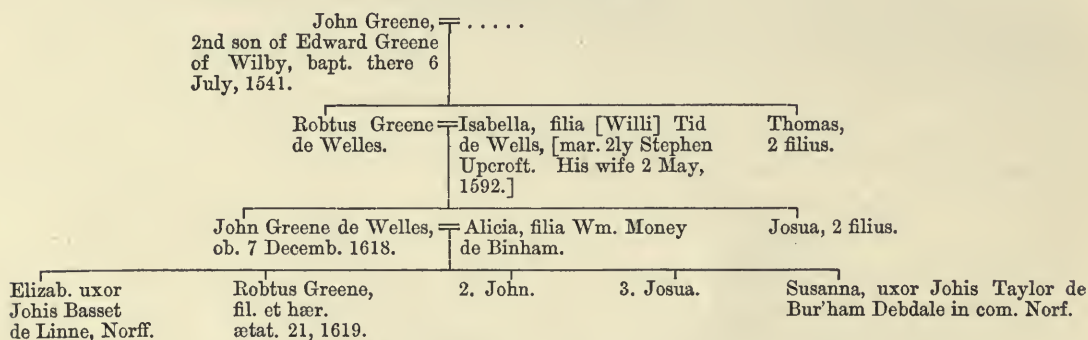 John Greene, = . . . . .
2nd son of Edward Greene
of Wilby, bapt. there 6
July, 1541.
Robtus Greene = Isabella, filia [Willi] Tid
de Welles.
de Wells, [mar. 2ly Stephen
Upcroft. His wife 2 May,
1592.]
Thomas,
2 filius.
John Greene de Welles, = Alicia, filia Wm. Money
ob. 7 Decemb. 1618.
de Binham.
Josua, 2 filius.
Elizab. uxor
Johis Basset
de Linne, Norff.
Robtus Greene,
fil. et hær.
ætat. 21, 1619.
2. John.
3. Josua.
Susanna, uxor Johis Taylor de
Bur'ham Debdale in com. Norf.